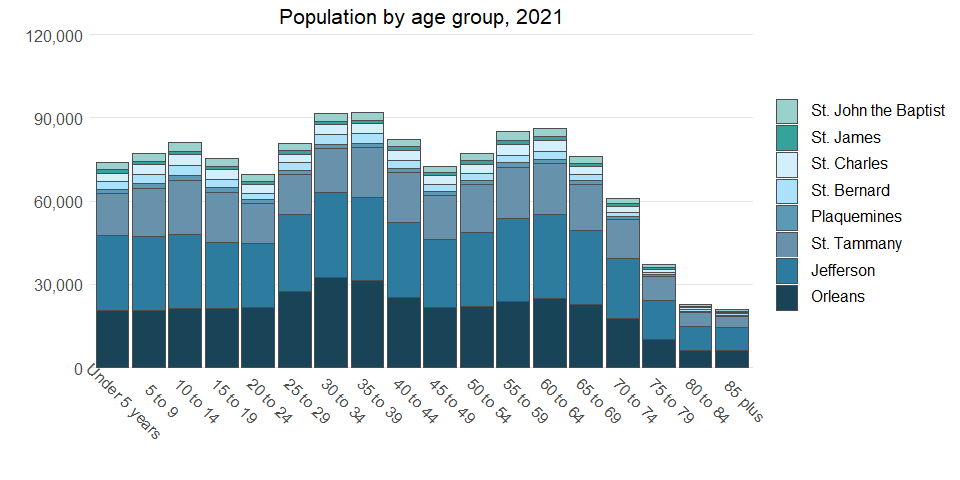 Population by age group, 2021
120,000
90,000
60,000
30,000
0
Under 5 years
5 to 9
10 to 14
15 to 19
20 to 24
25 to 29
30 to 34
35 to 39
40 to 44
45 to 49
50 to 54
55 to 59
60 to 64
65 to 69
70 to 74
75 to 79
80 to 84
85 plus
St. John the Baptist
St. James
St. Charles
St. Bernard
Plaquemines
St. Tammany
Jefferson
Orleans